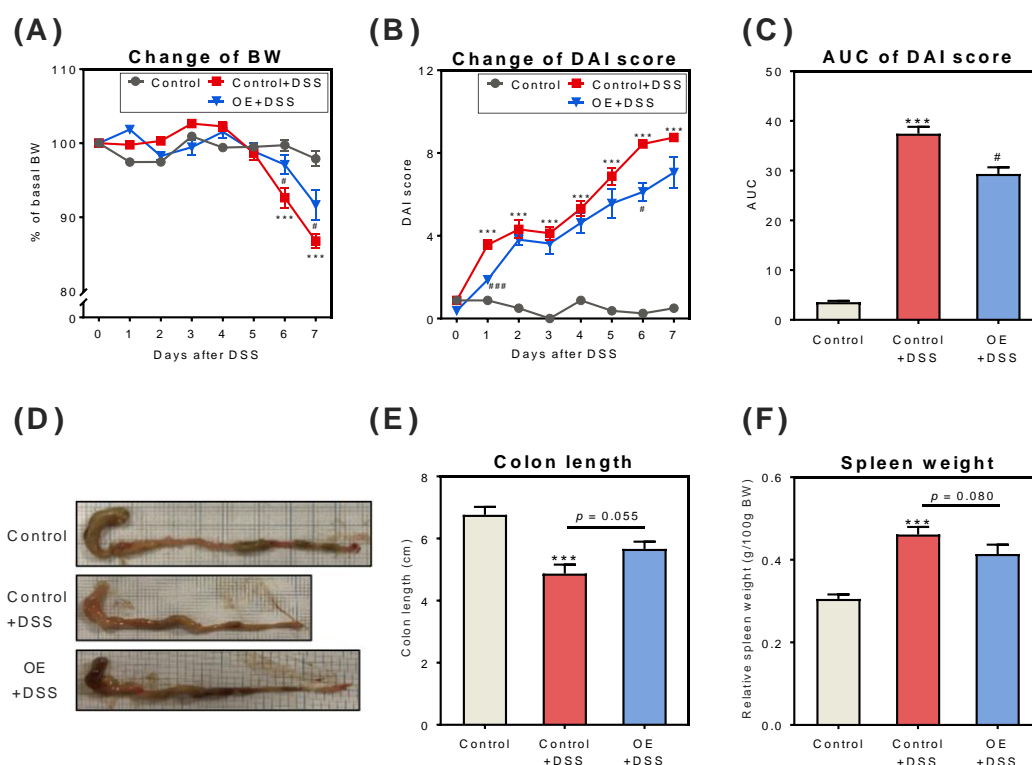 (A)
Change of BW
110
100
90
80
0
% of basal BW
Control
Control+DSS
OE+DSS
#
***
#
***
0 1 2 3 4 5 6 7
Days after DSS
(B)
Change of DAI score
12
8
4
0
DAI score
Control
Control+DSS
OE+DSS
***
***
***
***
***
***
***
###
#
0 1 2 3 4 5 6 7
Days after DSS
(C)
AUC of DAI score
50
40
30
20
10
0
AUC
***
#
Control
Control
+DSS
OE
+DSS
(D)
Control
Control
+DSS
OE
+DSS
(E)
Colon length
8
6
4
2
0
Colon length (cm)
p = 0.055
***
Control
Control
+DSS
OE
+DSS
(F)
Spleen weight
0.6
0.4
0.2
0.0
Relative spleen weight (g/100g BW)
p = 0.080
***
Control
Control
+DSS
OE
+DSS